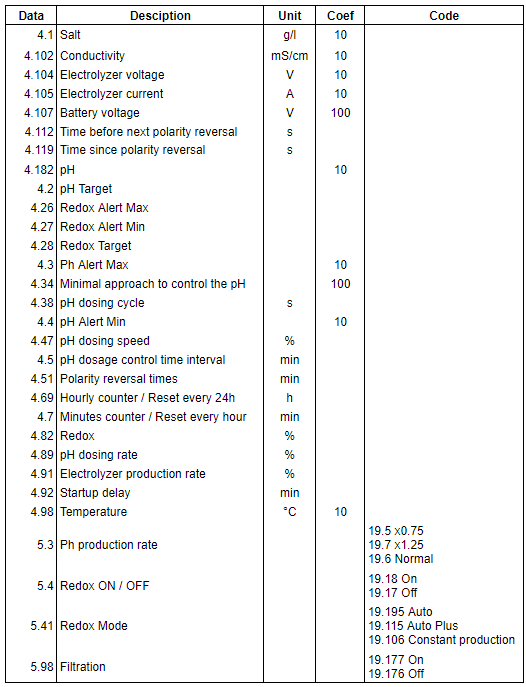 Data Desciption Unit Coef Code
4.1 Salt g/l 10
4.102 Conductivity mS/cm 10
4.104 Electrolyzer voltage V 10
4.105 Electrolyzer current A 10
4.107 Battery voltage V 100
4.112 Time before next polarity reversal s
4.119 Time since polarity reversal s
4.182 pH 10
4.2 pH Target
4.26 Redox Alert Max
4.27 Redox Alert Min
4.28 Redox Target
4.3 Ph Alert Max 10
4.34 Minimal approach to control the pH 100
4.38 pH dosing cycle s
4.4 pH Alert Min 10
4.47 pH dosing speed %
4.5 pH dosage control time interval min
4.51 Polarity reversal times min
4.69 Hourly counter / Reset every 24h h
4.7 Minutes counter / Reset every hour min
4.82 Redox %
4.89 pH dosing rate %
4.91 Electrolyzer production rate %
4.92 Startup delay min
4.98 Temperature °C 10
5.3 Ph production rate
19.5 x0.75
19.7 x1.25
19.6 Normal
5.4 Redox ON / OFF
19.18 On
19.17 Off
5.41 Redox Mode
19.195 Auto
19.115 Auto Plus
19.106 Constant production
5.98 Filtration
19.177 On
19.176 Off